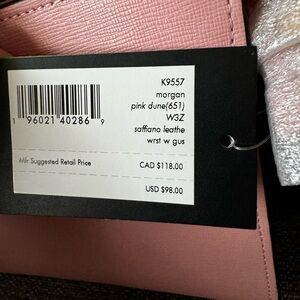 K9557
morgan
pink dune(651)
W3Z
saffiano leathe
wrst w gus
1 96021 40286 9
Mfr Suggested Retail Price
CAD $118.00
USD $98.00